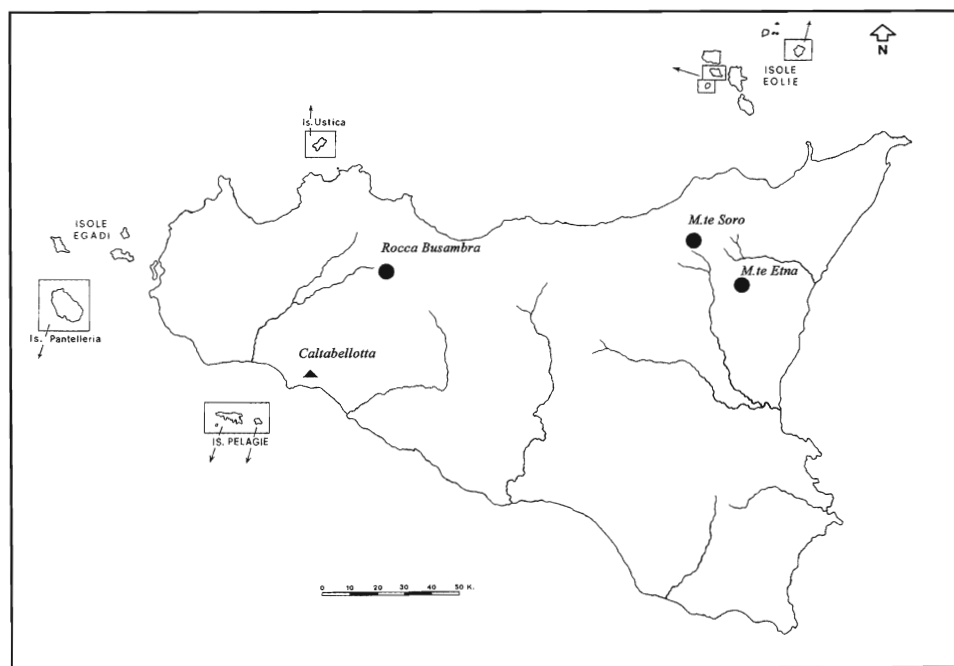 N
ISOLE
EOLIE
Is. Ustica
ISOLE
EGADI
M.te Soro
Rocca Busambra
M.te Etna
Is. Pantelleria
Caltabellotta
IS. PELAGIE
0 10 20 30 40 50 K.